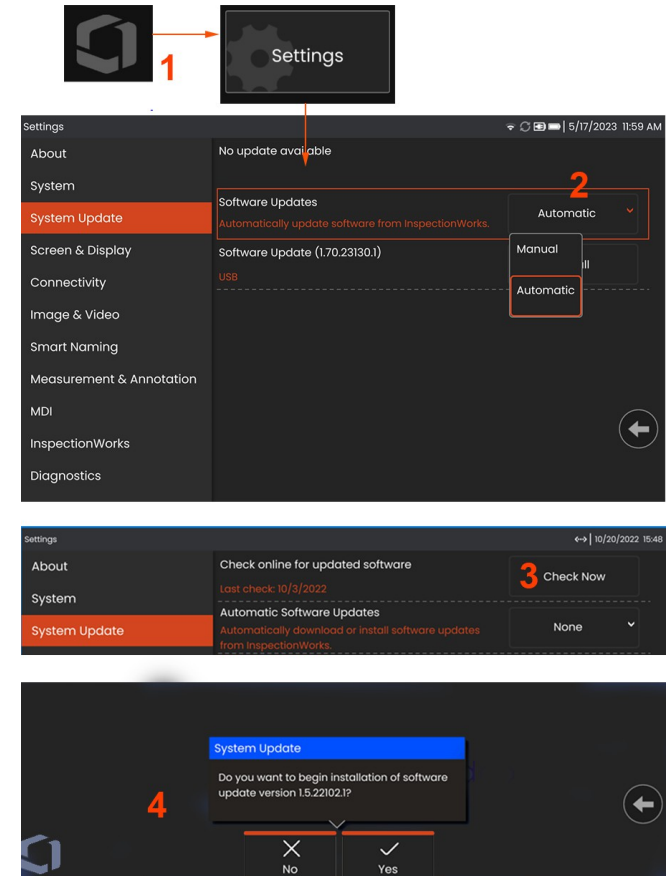 1
Settings
Settings
5/17/2023 11:59 AM
About
No update available
System
2
Software Updates
Automatically update software from InspectionWorks.
Automatic
System Update
Screen & Display
Software Update (1.70.23130.1)
USB
Manual
Automatic
Connectivity
Image & Video
Smart Naming
Measurement & Annotation
MDI
InspectionWorks
Diagnostics
Settings
10/20/2022 15:48
About
Check online for updated software
Last check: 10/3/2022
3
Check Now
System
Automatic Software Updates
Automatically download or install software updates
from InspectionWorks.
None
System Update
System Update
Do you want to begin installation of software
update version 1.5.22102.1?
4
No
Yes